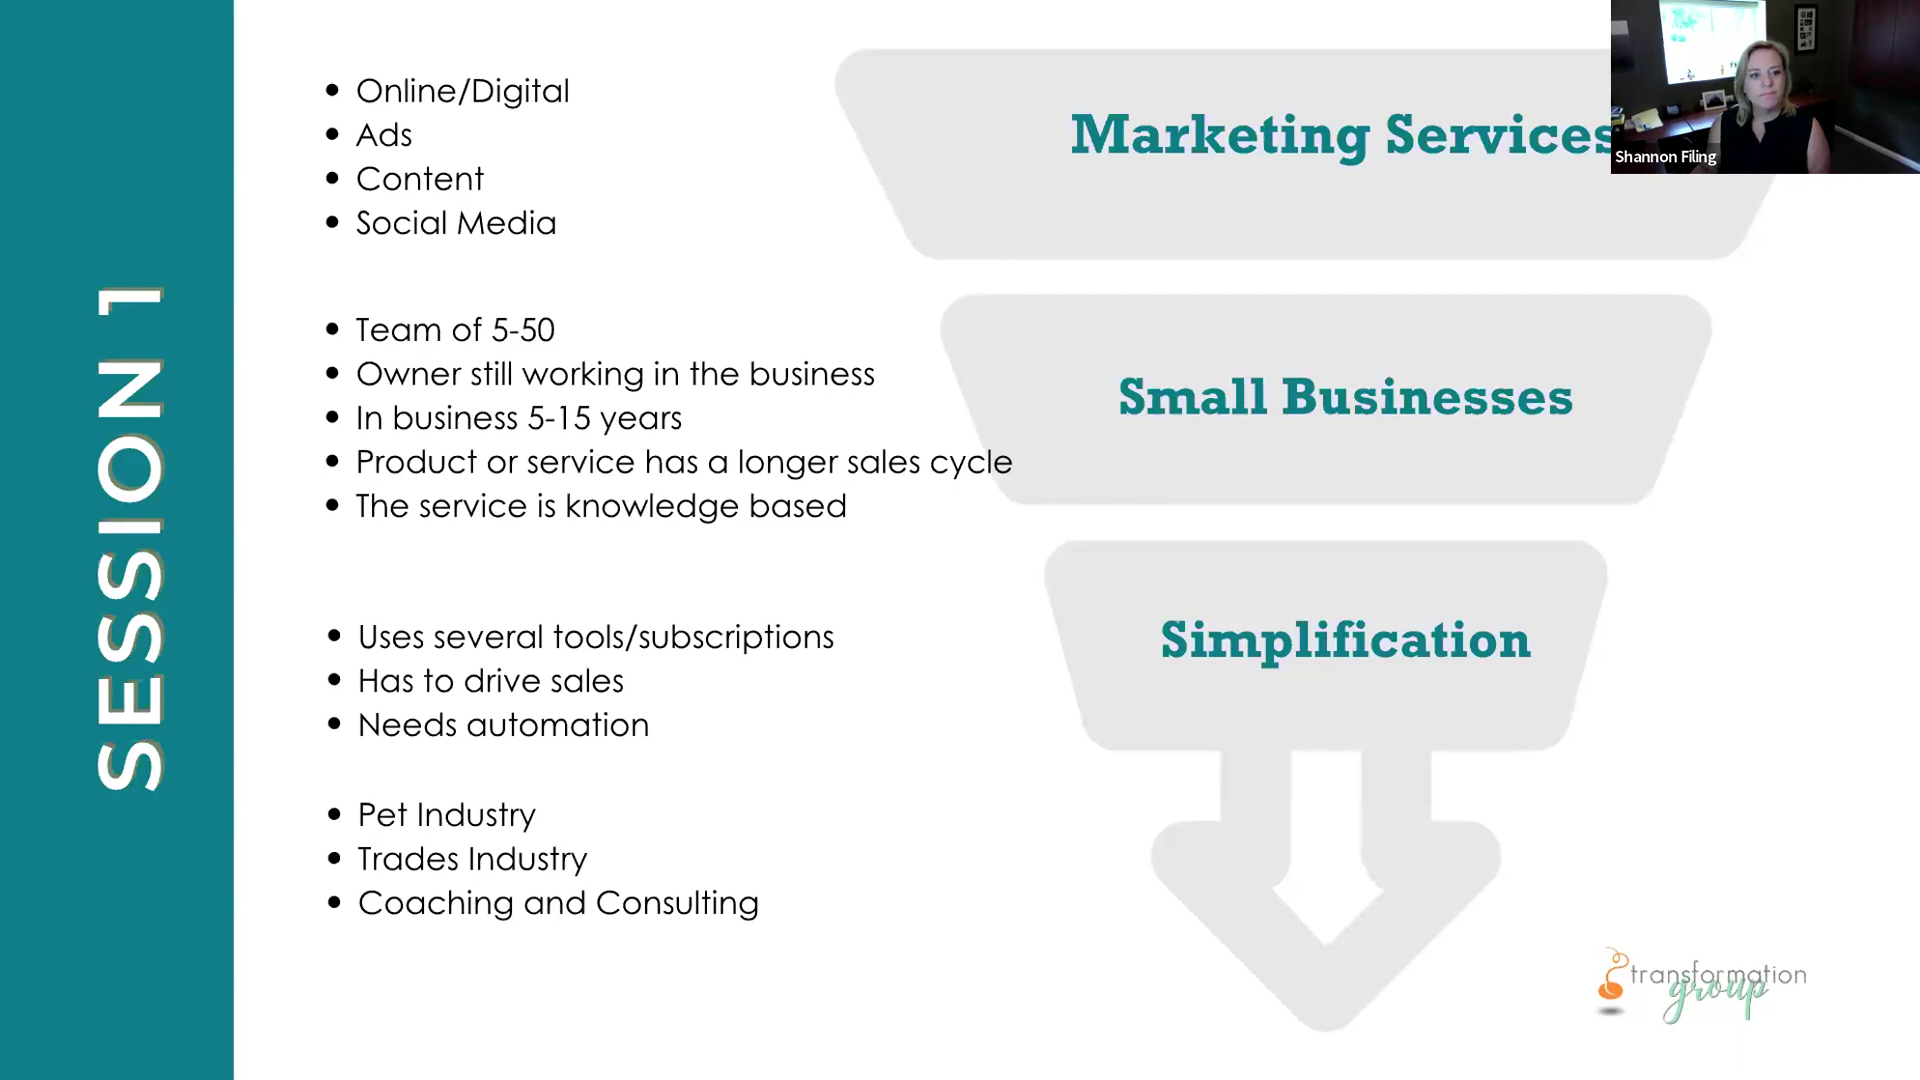 SESSION 1
Online/Digital
Ads
Content
Social Media
Marketing Services
Shannon Filing
Team of 5-50
Owner still working in the business
In business 5-15 years
Product or service has a longer sales cycle
The service is knowledge based
Small Businesses
Uses several tools/subscriptions
Has to drive sales
Needs automation
Simplification
Pet Industry
Trades Industry
Coaching and Consulting
transformation
group